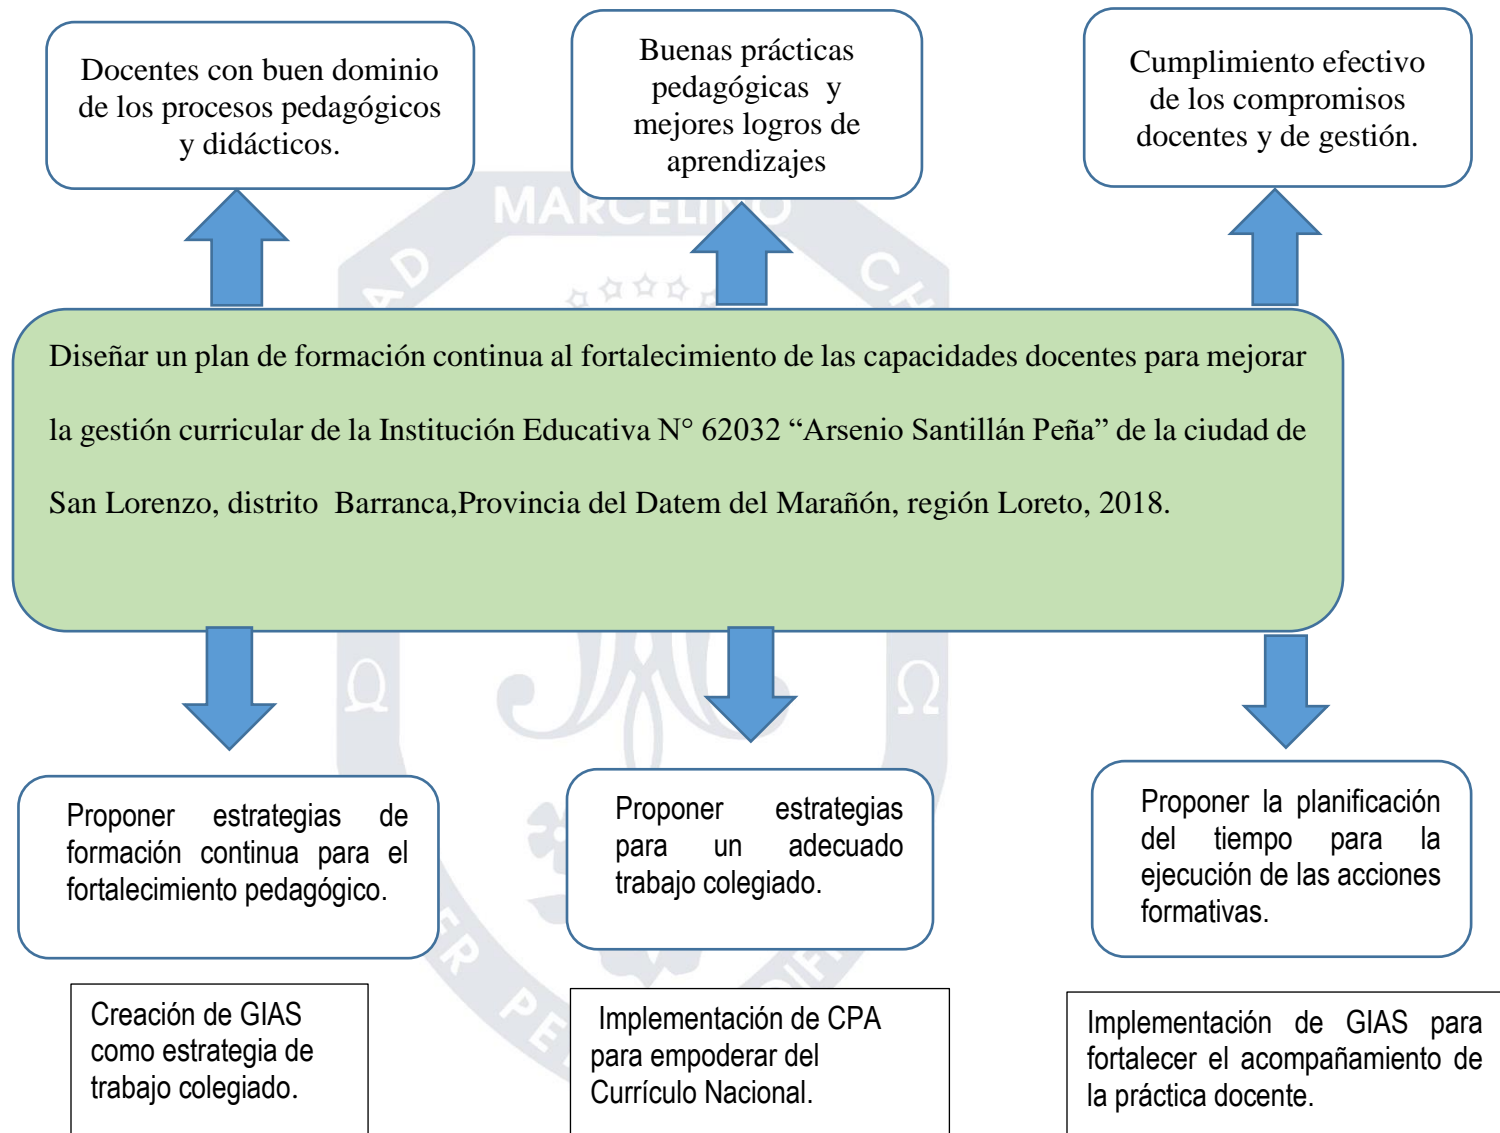 Docentes con buen dominio
de los procesos pedagógicos
y didácticos.
Buenas prácticas
pedagógicas y
mejores logros de
aprendizajes
Cumplimiento efectivo
de los compromisos
docentes y de gestión.
MARCELINO
Diseñar un plan de formación continua al fortalecimiento de las capacidades docentes para mejorar
la gestión curricular de la Institución Educativa N° 62032 “Arsenio Santillán Peña” de la ciudad de
San Lorenzo, distrito Barranca,Provincia del Datem del Marañón, región Loreto, 2018.
Ω Ω
Proponer estrategias de
formación continua para el
fortalecimiento pedagógico.
Proponer estrategias
para un adecuado
trabajo colegiado.
Proponer la planificación
del tiempo para la
ejecución de las acciones
formativas.
Creación de GIAS
como estrategia de
trabajo colegiado.
Implementación de CPA
para empoderar del
Currículo Nacional.
Implementación de GIAS para
fortalecer el acompañamiento de
la práctica docente.